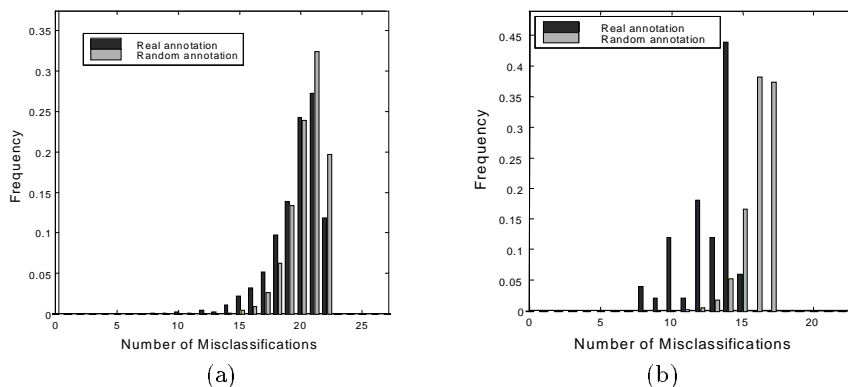 Real annotation
Random annotation
Frequency
0.35
0.3
0.25
0.2
0.15
0.1
0.05
0
0 5 10 15 20 25
Number of Misclassifications
(a)
Real annotation
Random annotation
Frequency
0.45
0.4
0.35
0.3
0.25
0.2
0.15
0.1
0.05
0
0 5 10 15 20
Number of Misclassifications
(b)